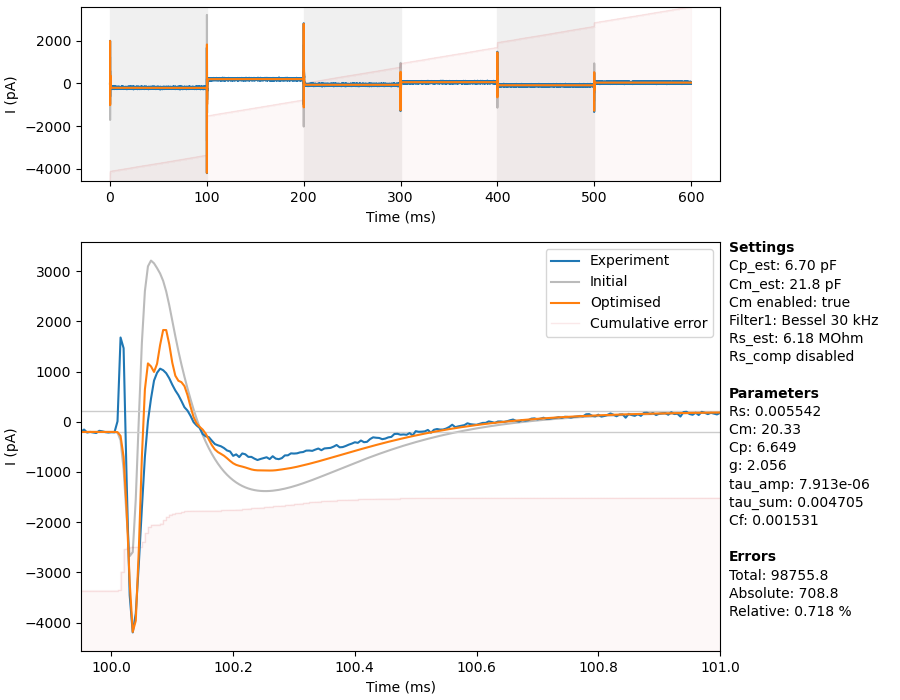 I (pA)
2000
0
−2000
−4000
0 100 200 300 400 500 600
Time (ms)
I (pA)
3000
2000
1000
0
−1000
−2000
−3000
−4000
100.0 100.2 100.4 100.6 100.8 101.0
Time (ms)
Experiment
Initial
Optimised
Cumulative error
Settings
Cp_est: 6.70 pF
Cm_est: 21.8 pF
Cm enabled: true
Filter1: Bessel 30 kHz
Rs_est: 6.18 MOhm
Rs_comp disabled
Parameters
Rs: 0.005542
Cm: 20.33
Cp: 6.649
g: 2.056
tau_amp: 7.913e-06
tau_sum: 0.004705
Cf: 0.001531
Errors
Total: 98755.8
Absolute: 708.8
Relative: 0.718 %